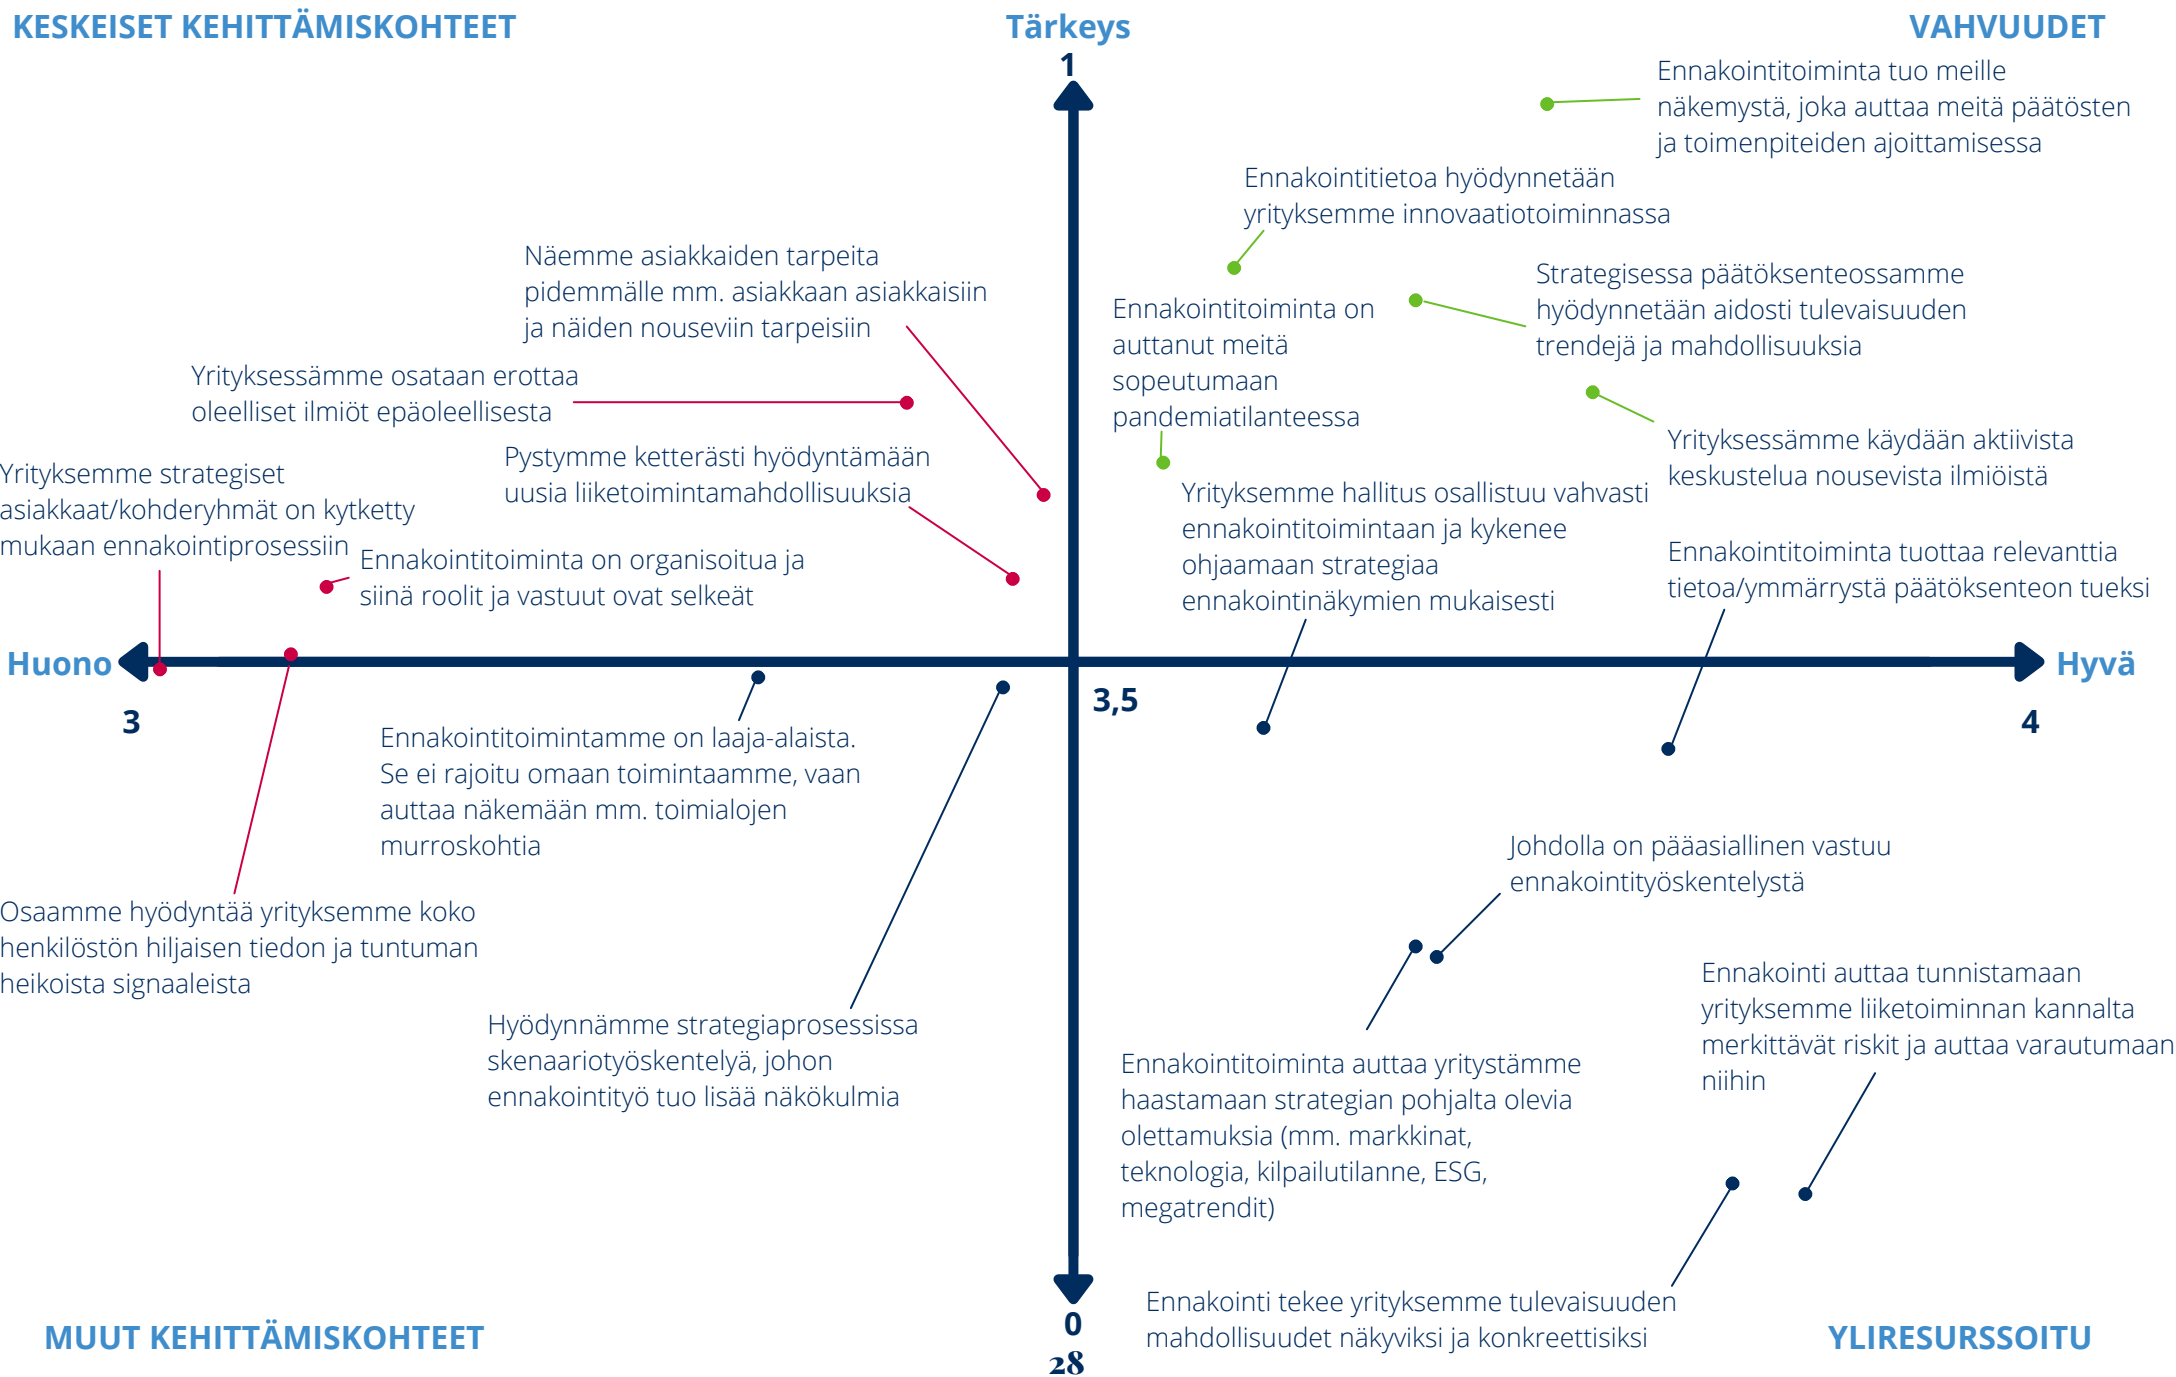 KESKEISET KEHITTÄMISKOHTEET
Tärkeys
1
VAHVUUDET
Ennakointitoiminta tuo meille
näkemystä, joka auttaa meitä päätösten
ja toimenpiteiden ajoittamisessa
Ennakointitietoa hyödynnetään
yrityksemme innovaatiotoiminnassa
Näemme asiakkaiden tarpeita
pidemmälle mm. asiakkaan asiakkaisiin
ja näiden nouseviin tarpeisiin
Strategisessa päätöksenteossamme
hyödynnetään aidosti tulevaisuuden
trendejä ja mahdollisuuksia
Ennakointitoiminta on
auttanut meitä
sopeutumaan
pandemiatilanteessa
Yrityksessämme osataan erottaa
oleelliset ilmiöt epäoleellisesta
Yrityksessämme käydään aktiivista
keskustelua nousevista ilmiöistä
Pystymme ketterästi hyödyntämään
uusia liiketoimintamahdollisuuksia
Yrityksemme strategiset
asiakkaat/kohderyhmät on kytketty
mukaan ennakointiprosessiin
Yrityksemme hallitus osallistuu vahvasti
ennakointitoimintaan ja kykenee
ohjaamaan strategiaa
ennakointinäkymien mukaisesti
Ennakointitoiminta on organisoitua ja
siinä roolit ja vastuut ovat selkeät
Ennakointitoiminta tuottaa relevanttia
tietoa/ymmärrystä päätöksenteon tueksi
Huono
Hyvä
3
3,5
4
Ennakointitoimintamme on laaja-alaista.
Se ei rajoitu omaan toimintaamme, vaan
auttaa näkemään mm. toimialojen
murroskohtia
Johdolla on pääasiallinen vastuu
ennakointityöskentelystä
Osaamme hyödyntää yrityksemme koko
henkilöstön hiljaisen tiedon ja tuntuman
heikoista signaaleista
Ennakointi auttaa tunnistamaan
yrityksemme liiketoiminnan kannalta
merkittävät riskit ja auttaa varautumaan
niihin
Hyödynnämme strategiaprosessissa
skenaariotyöskentelyä, johon
ennakointityö tuo lisää näkökulmia
Ennakointitoiminta auttaa yritystämme
haastamaan strategian pohjalta olevia
olettamuksia (mm. markkinat,
teknologia, kilpailutilanne, ESG,
megatrendit)
Ennakointi tekee yrityksemme tulevaisuuden
mahdollisuudet näkyviksi ja konkreettisiksi
MUUT KEHITTÄMISKOHTEET
0
28
YLIRESURSSOITU